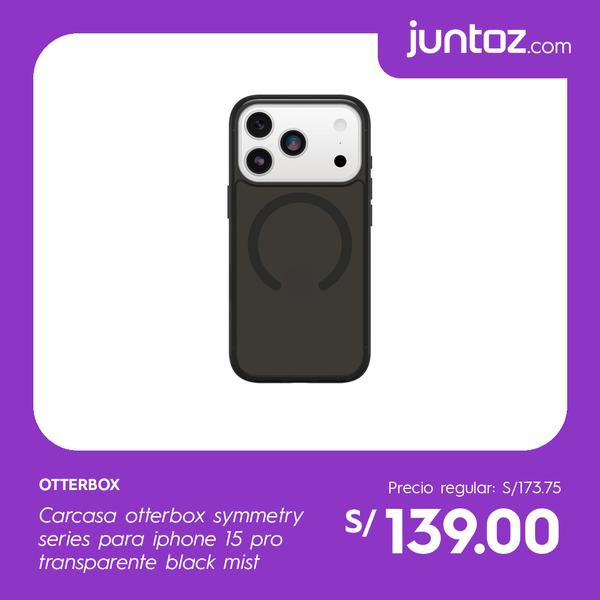 juntoz.com
OTTERBOX
Carcasa otterbox symmetry
series para iphone 15 pro
transparente black mist
Precio regular: S/173.75
S/139.00